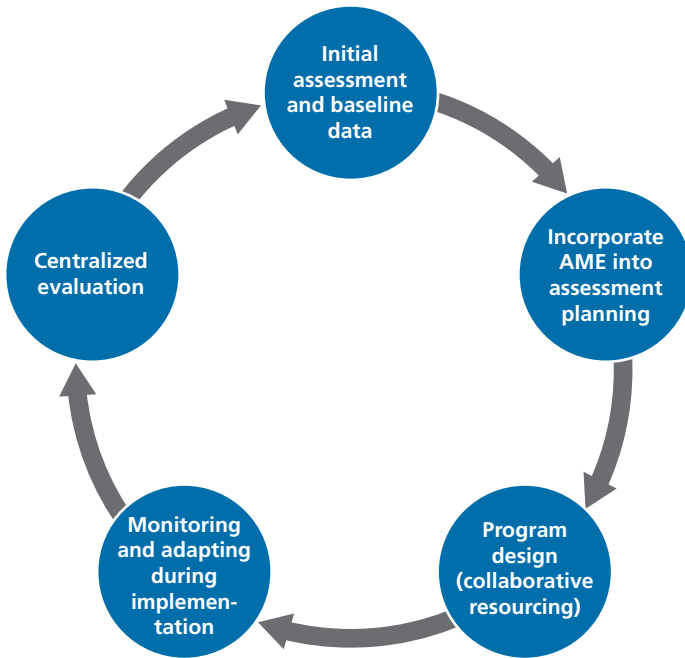 Initial
assessment
and baseline
data
Incorporate
AME into
assessment
planning
Program
design
(collaborative
resourcing)
Monitoring
and adapting
during
implemen-
tation
Centralized
evaluation